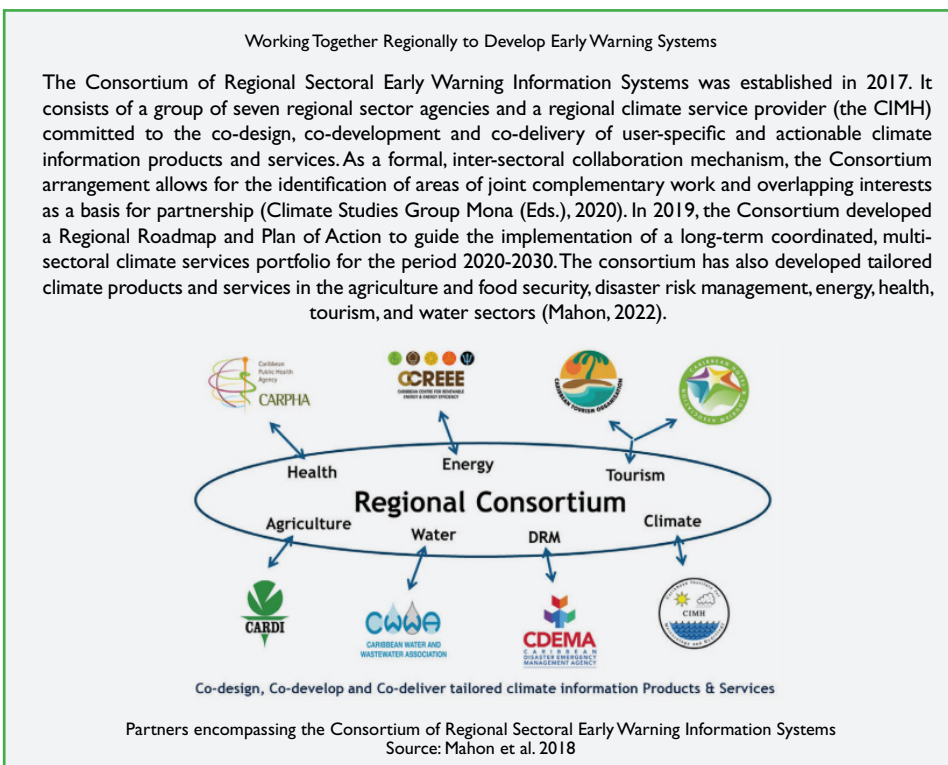 Working Together Regionally to Develop Early Warning Systems
The Consortium of Regional Sectoral Early Warning Information Systems was established in 2017. It
consists of a group of seven regional sector agencies and a regional climate service provider (the CIMH)
committed to the co-design, co-development and co-delivery of user-specific and actionable climate
information products and services. As a formal, inter-sectoral collaboration mechanism, the Consortium
arrangement allows for the identification of areas of joint complementary work and overlapping interests
as a basis for partnership (Climate Studies Group Mona (Eds.), 2020). In 2019, the Consortium developed
a Regional Roadmap and Plan of Action to guide the implementation of a long-term coordinated, multi-
sectoral climate services portfolio for the period 2020-2030. The consortium has also developed tailored
climate products and services in the agriculture and food security, disaster risk management, energy, health,
tourism, and water sectors (Mahon, 2022).
Caribbean
Public Health
Agency
CARPHA
CCREEE
CARIBBEAN CENTRE FOR RENEWABLE
ENERGY & ENERGY EFFICIENCY
CARIBBEAN TOURISM ORGANISATION
Health
Energy
Tourism
Regional Consortium
Agriculture
Water
DRM
Climate
CARDI
CWWA
CARIBBEAN WATER AND
WASTEWATER ASSOCIATION
CDEMA
CARIBBEAN
DISASTER EMERGENCY
MANAGEMENT AGENCY
CIMH
Co-design, Co-develop and Co-deliver tailored climate information Products & Services
Partners encompassing the Consortium of Regional Sectoral Early Warning Information Systems
Source: Mahon et al. 2018